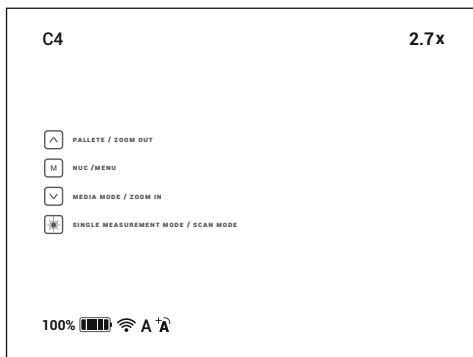 C4 2.7x
PALLETE / ZOOM OUT
M NUC /MENU
MEDIA MODE / ZOOM IN
SINGLE MEASUREMENT MODE / SCAN MODE
100% A +A